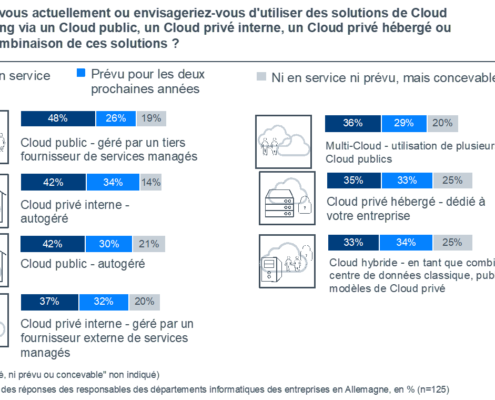 vous actuellement ou envisageriez-vous d'utiliser des solutions de Cloud
ng via un Cloud public, un Cloud privé interne, un Cloud privé hébergé ou
mbinaison de ces solutions ?
n service
Prévu pour les deux
prochaines années
Ni en service ni prévu, mais concevable
48% 26% 19%
Cloud public - géré par un tiers
fournisseur de services managés
42% 34% 14%
Cloud privé interne -
autogéré
42% 30% 21%
Cloud public - autogéré
37% 32% 20%
Cloud privé interne - géré par un
fournisseur externe de services
managés
36% 29% 20%
Multi-Cloud - utilisation de plusieur
Cloud publics
35% 33% 25%
Cloud privé hébergé - dédié à
votre entreprise
33% 34% 25%
Cloud hybride - en tant que combi
centre de données classique, pub
modèles de Cloud privé
é, ni prévu ou concevable" non indiqué)
des réponses des responsables des départements informatiques des entreprises en Allemagne, en % (n=125)